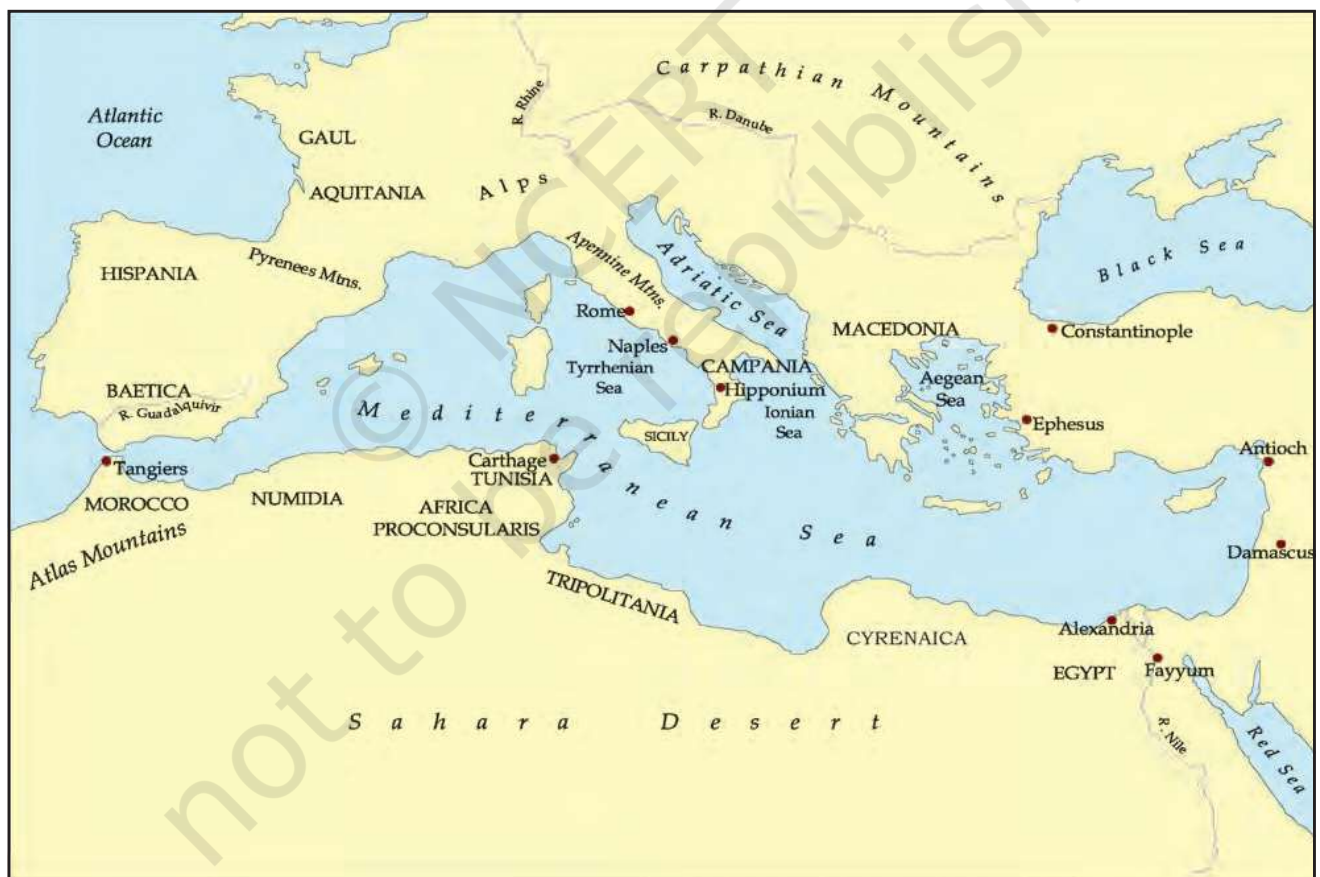 © NCERT
not to be republish
Carpathian Mountains
R. Rhine
R. Danube
Atlantic
Ocean
GAUL
AQUITANIA
Alps
HISPANIA
Pyrenees Mtns.
Apennine Mtns.
Adriatic Sea
Black Sea
Rome
Naples
Tyrrhenian
Sea
CAMPANIA
Hipponium
Ionian
Sea
MACEDONIA
Constantinople
Aegean
Sea
Ephesus
BAETICA
R. Guadalquivir
Mediterranean Sea
SICILY
Antioch
Tangiers
MOROCCO
Atlas Mountains
NUMIDIA
Carthage
TUNISIA
AFRICA
PROCONSULARIS
Damascus
TRIPOLITANIA
CYRENAICA
Alexandria
EGYPT
Fayyum
Sahara Desert
R. Nile
Red Sea